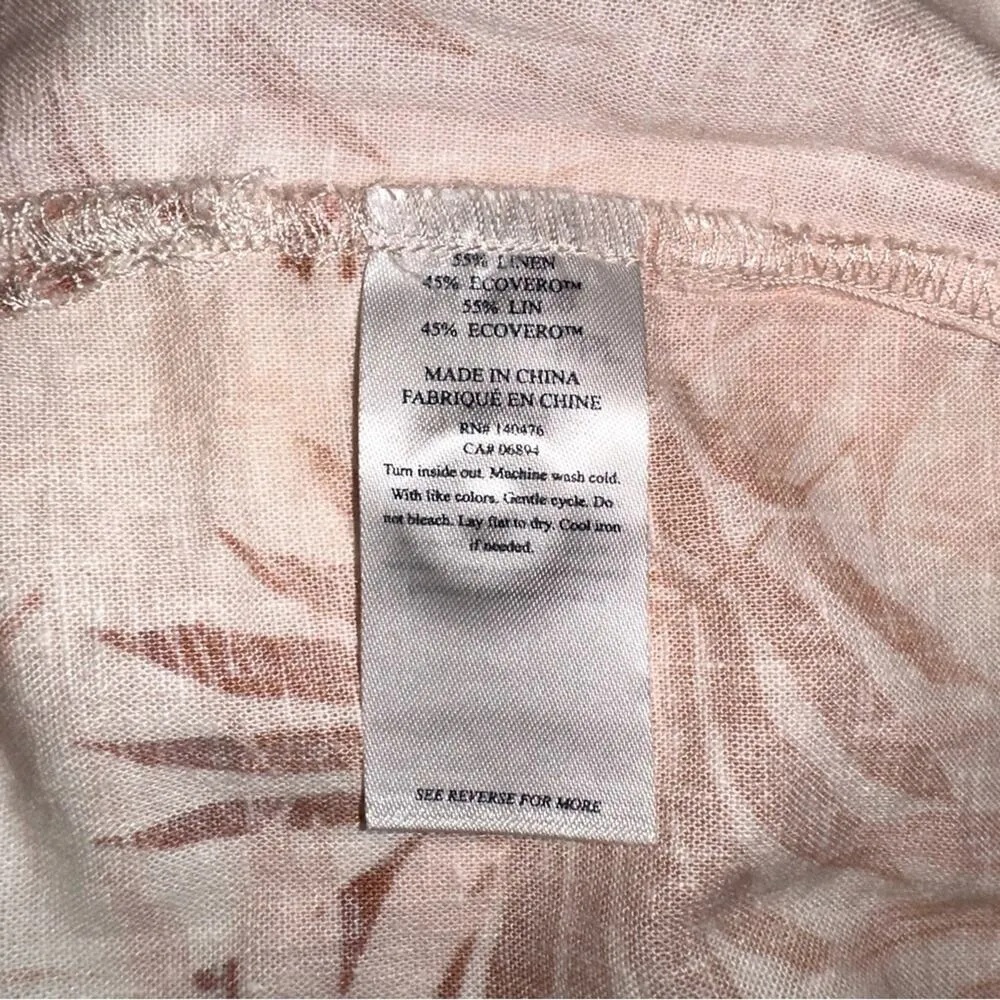 55% LINEN
45% ECOVERO™
55% LIN
45% ECOVERO™
MADE IN CHINA
FABRIQUÉ EN CHINE
RN# 140476
CA# 06894
Turn inside out. Machine wash cold.
With like colors. Gentle cycle. Do
not bleach. Lay flat to dry. Cool iron
if needed.
SEE REVERSE FOR MORE